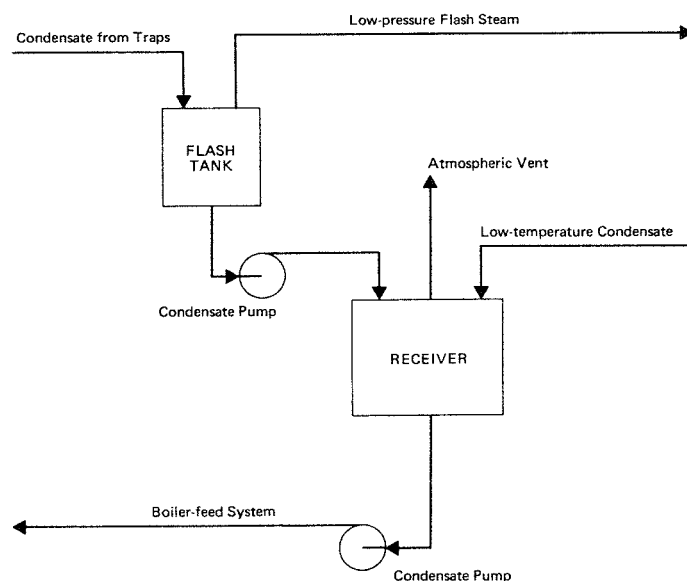 Low-pressure Flash Steam
Condensate from Traps
FLASH
TANK
Atmospheric Vent
Low-temperature Condensate
Condensate Pump
RECEIVER
Boiler-feed System
Condensate Pump